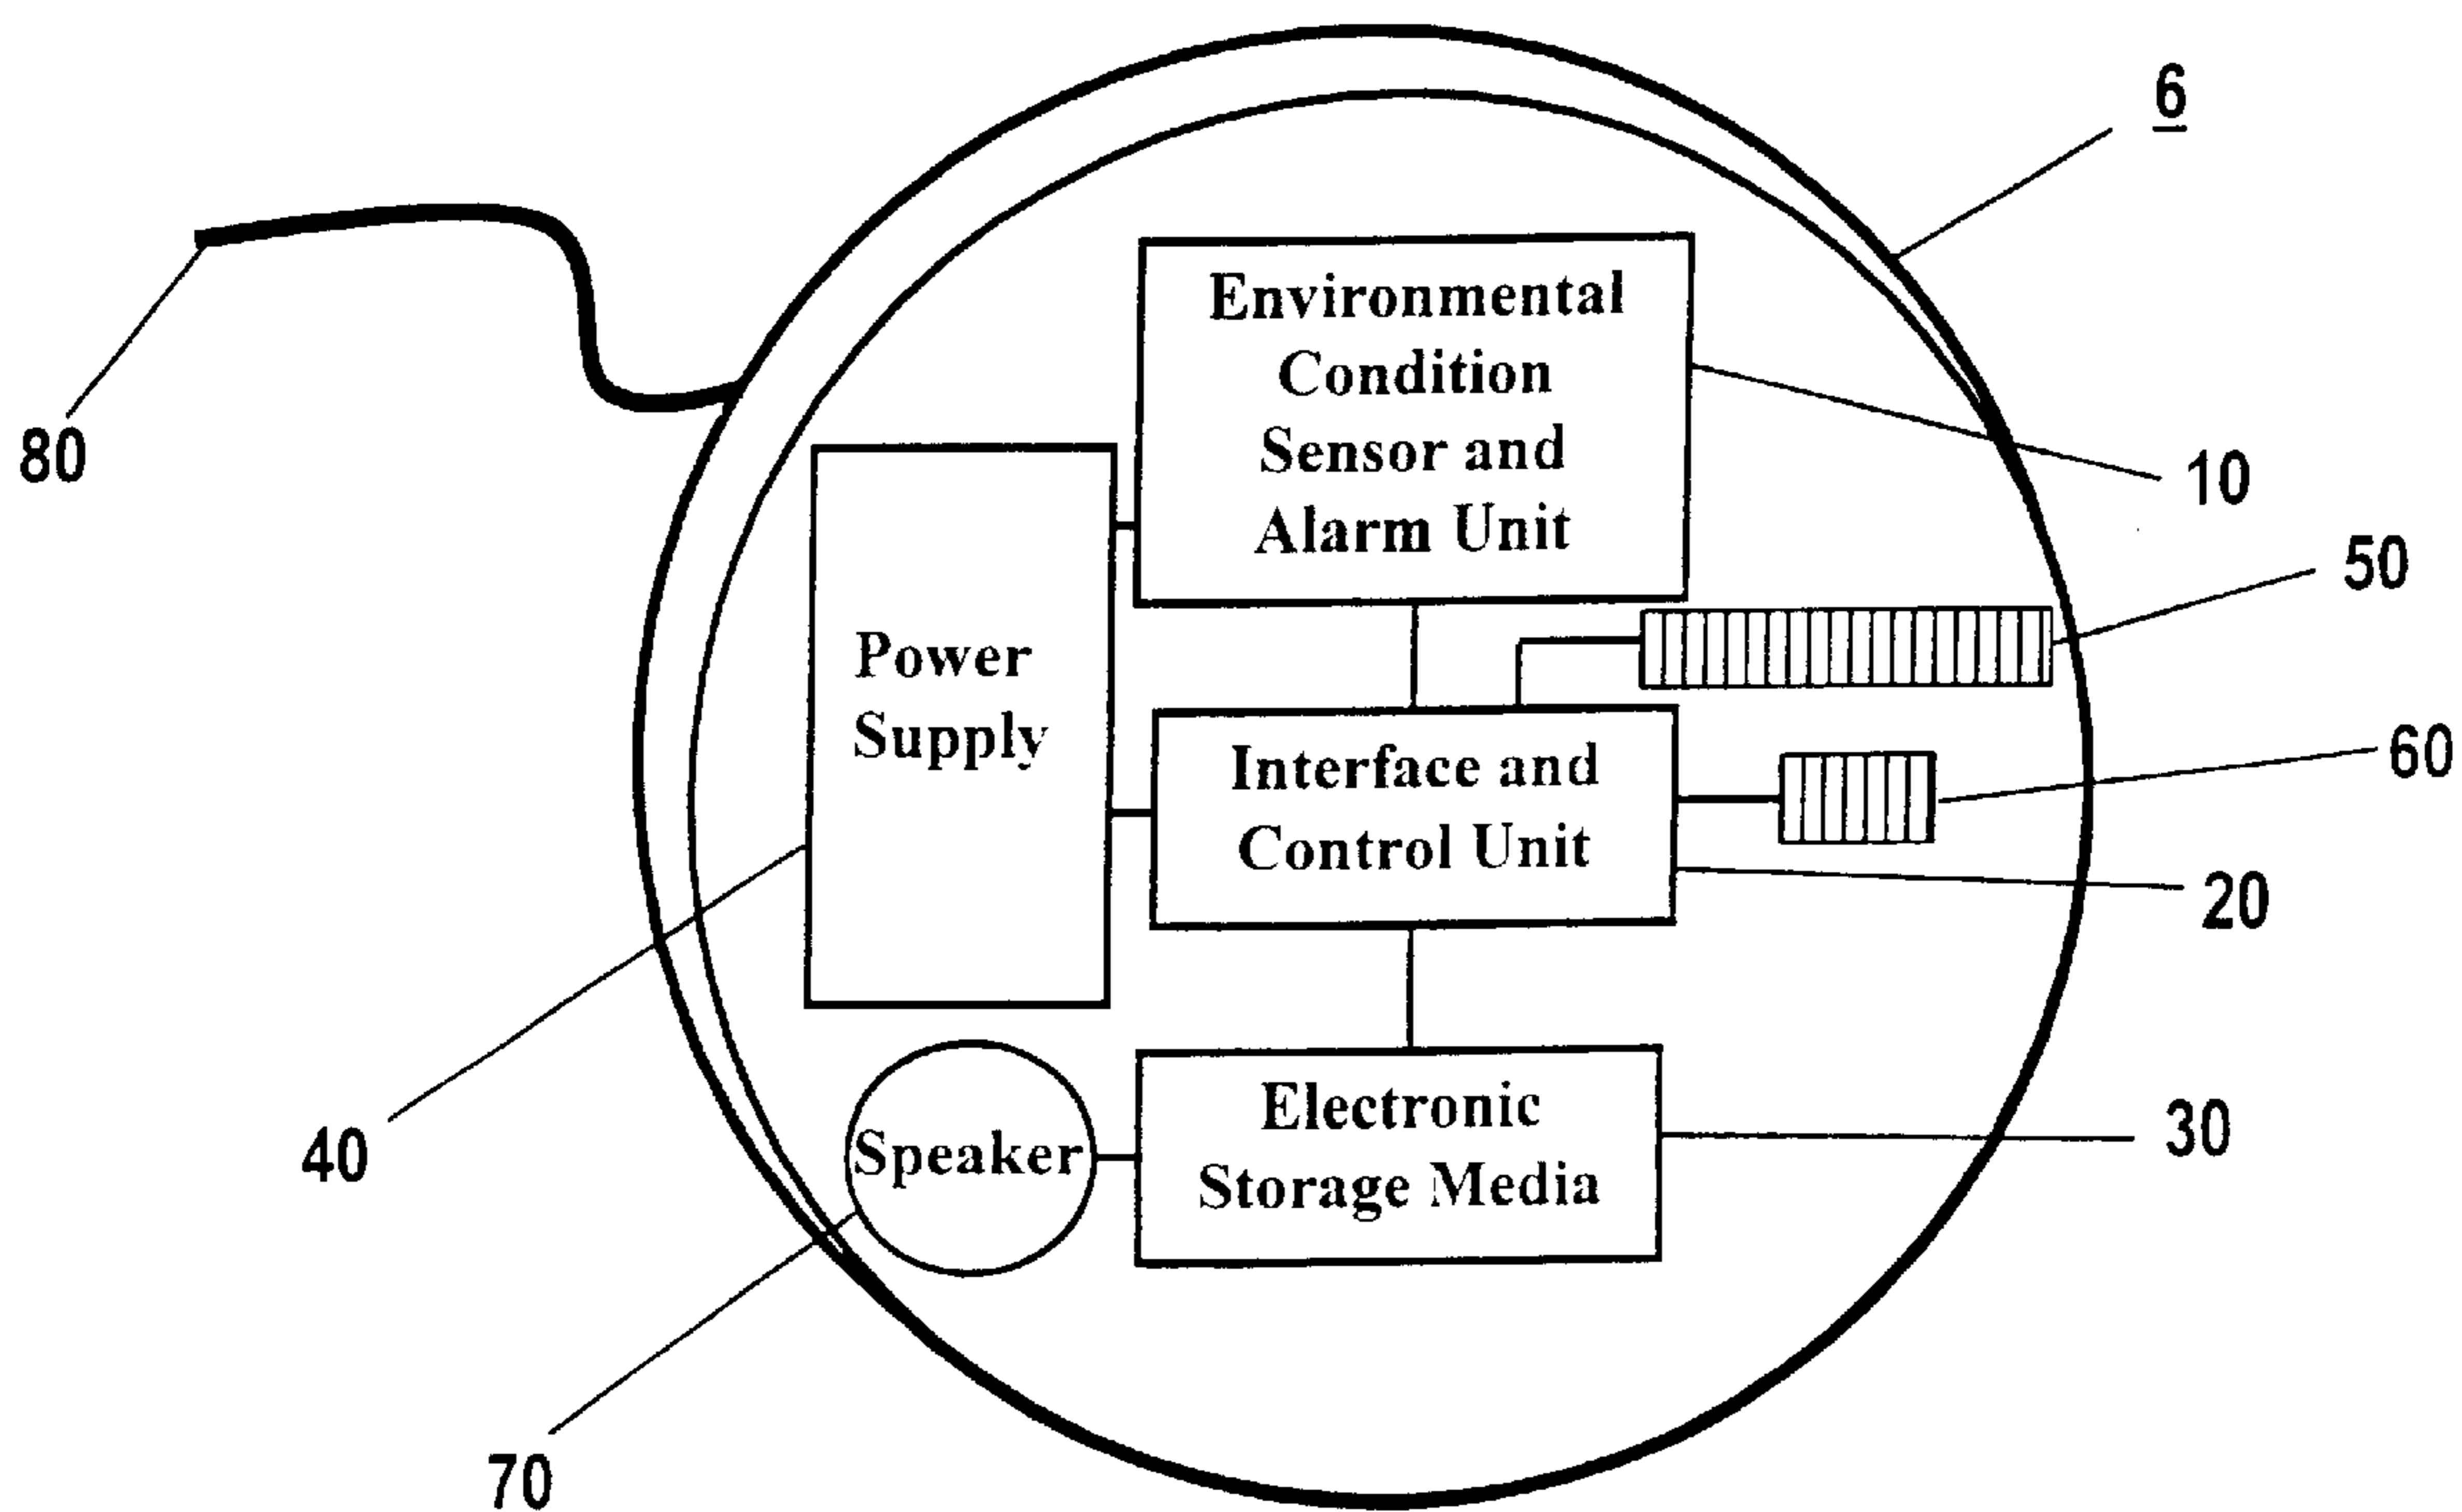 6
Environmental
Condition
Sensor and
Alarm Unit
80
10
50
Power
Supply
Interface and
Control Unit
60
20
Electronic
Storage Media
Speaker
30
40
70